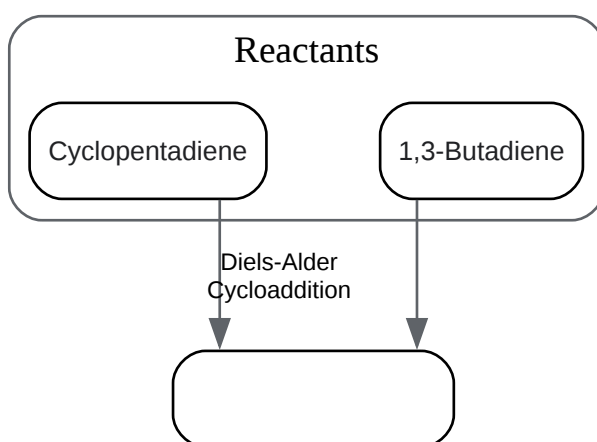 Reactants
Cyclopentadiene
1,3-Butadiene
Diels-Alder
Cycloaddition